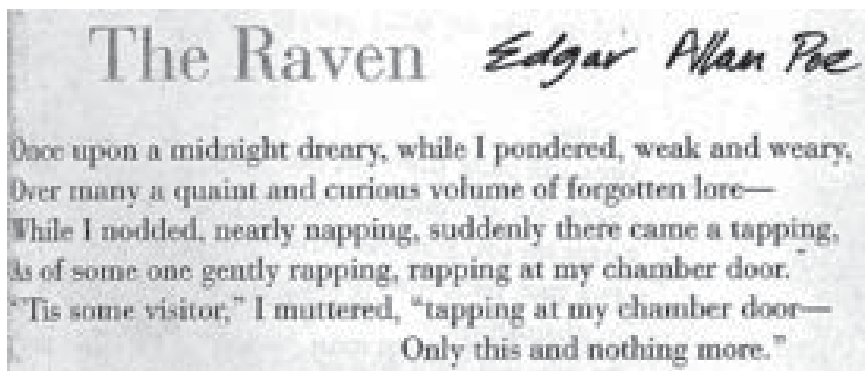 The Raven Edgar Allan Poe
Once upon a midnight dreary, while I pondered, weak and weary,
Over many a quaint and curious volume of forgotten lore—
While I nodded, nearly napping, suddenly there came a tapping,
As of some one gently rapping, rapping at my chamber door.
"'Tis some visitor," I muttered, "tapping at my chamber door—
Only this and nothing more."